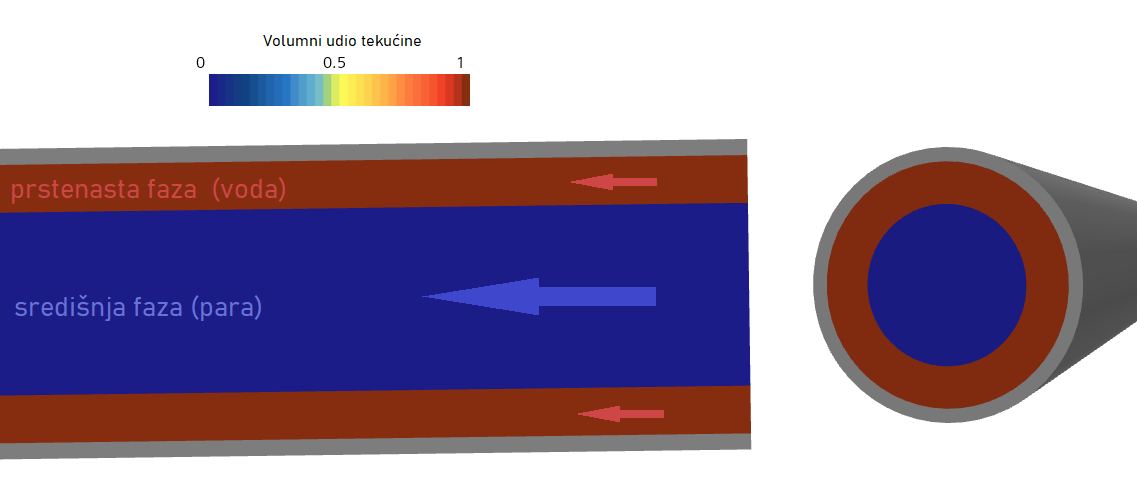 Volumni udio tekućine
0 0.5 1
prstenasta faza (voda)
središnja faza (para)